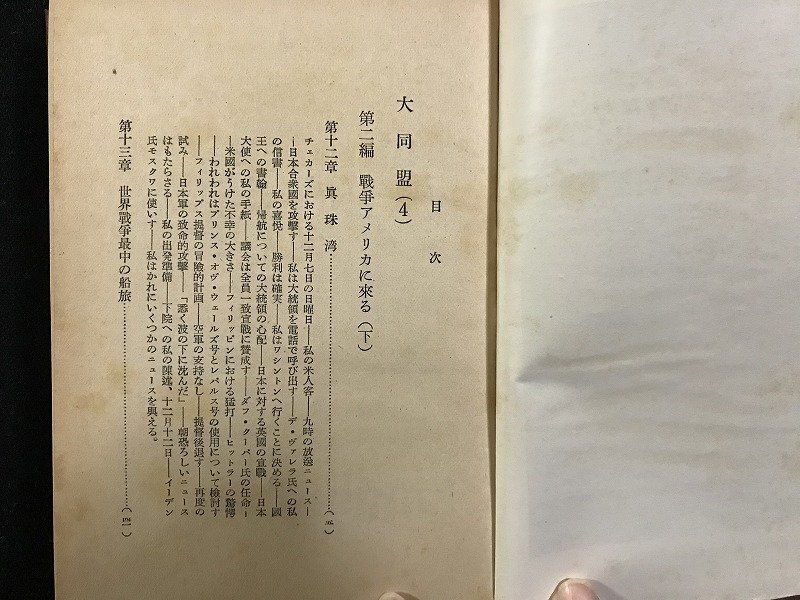 目次
大同盟(4)
第二編 戰爭アメリカに來る(下)
第十二章 眞珠湾
チェカーズにおける十二月七日の日曜日――私の米人客――九時の放送ニュース―
―日本合衆國を攻撃す――私は大統領を電話で呼び出す――デ・ヴァレラ氏への私
の信書――私の喜悅――勝利は確実――私はワシントンへ行くことに決める――國
王への書翰――帰航についての大統領の心配――日本に対する英國の宣戰――日本
大使への私の手紙――議会は全員一致宣戰に賛成す――ダフ・クーパー氏の任命―
―米國がうけた不幸の大きさ――フィリッピンにおける猛打――ヒットラーの驚愕
――われわれはプリンス・オヴ・ウェールズ号とレパルス号の使用について檢討す
――フィリップス提督の冒險的計画――空軍の支持なし――提督後退す――再度の
試み――日本軍の致命的攻撃――「悉く波の下に沈んだ」――朝恐ろしいニュース
はもたらさる――私の出発準備――下院への私の陳述、十二月十二日――イーデン
氏モスクワに使いす――私はかれにいくつかのニュースを與える。
第十三章 世界戰爭最中の船旅